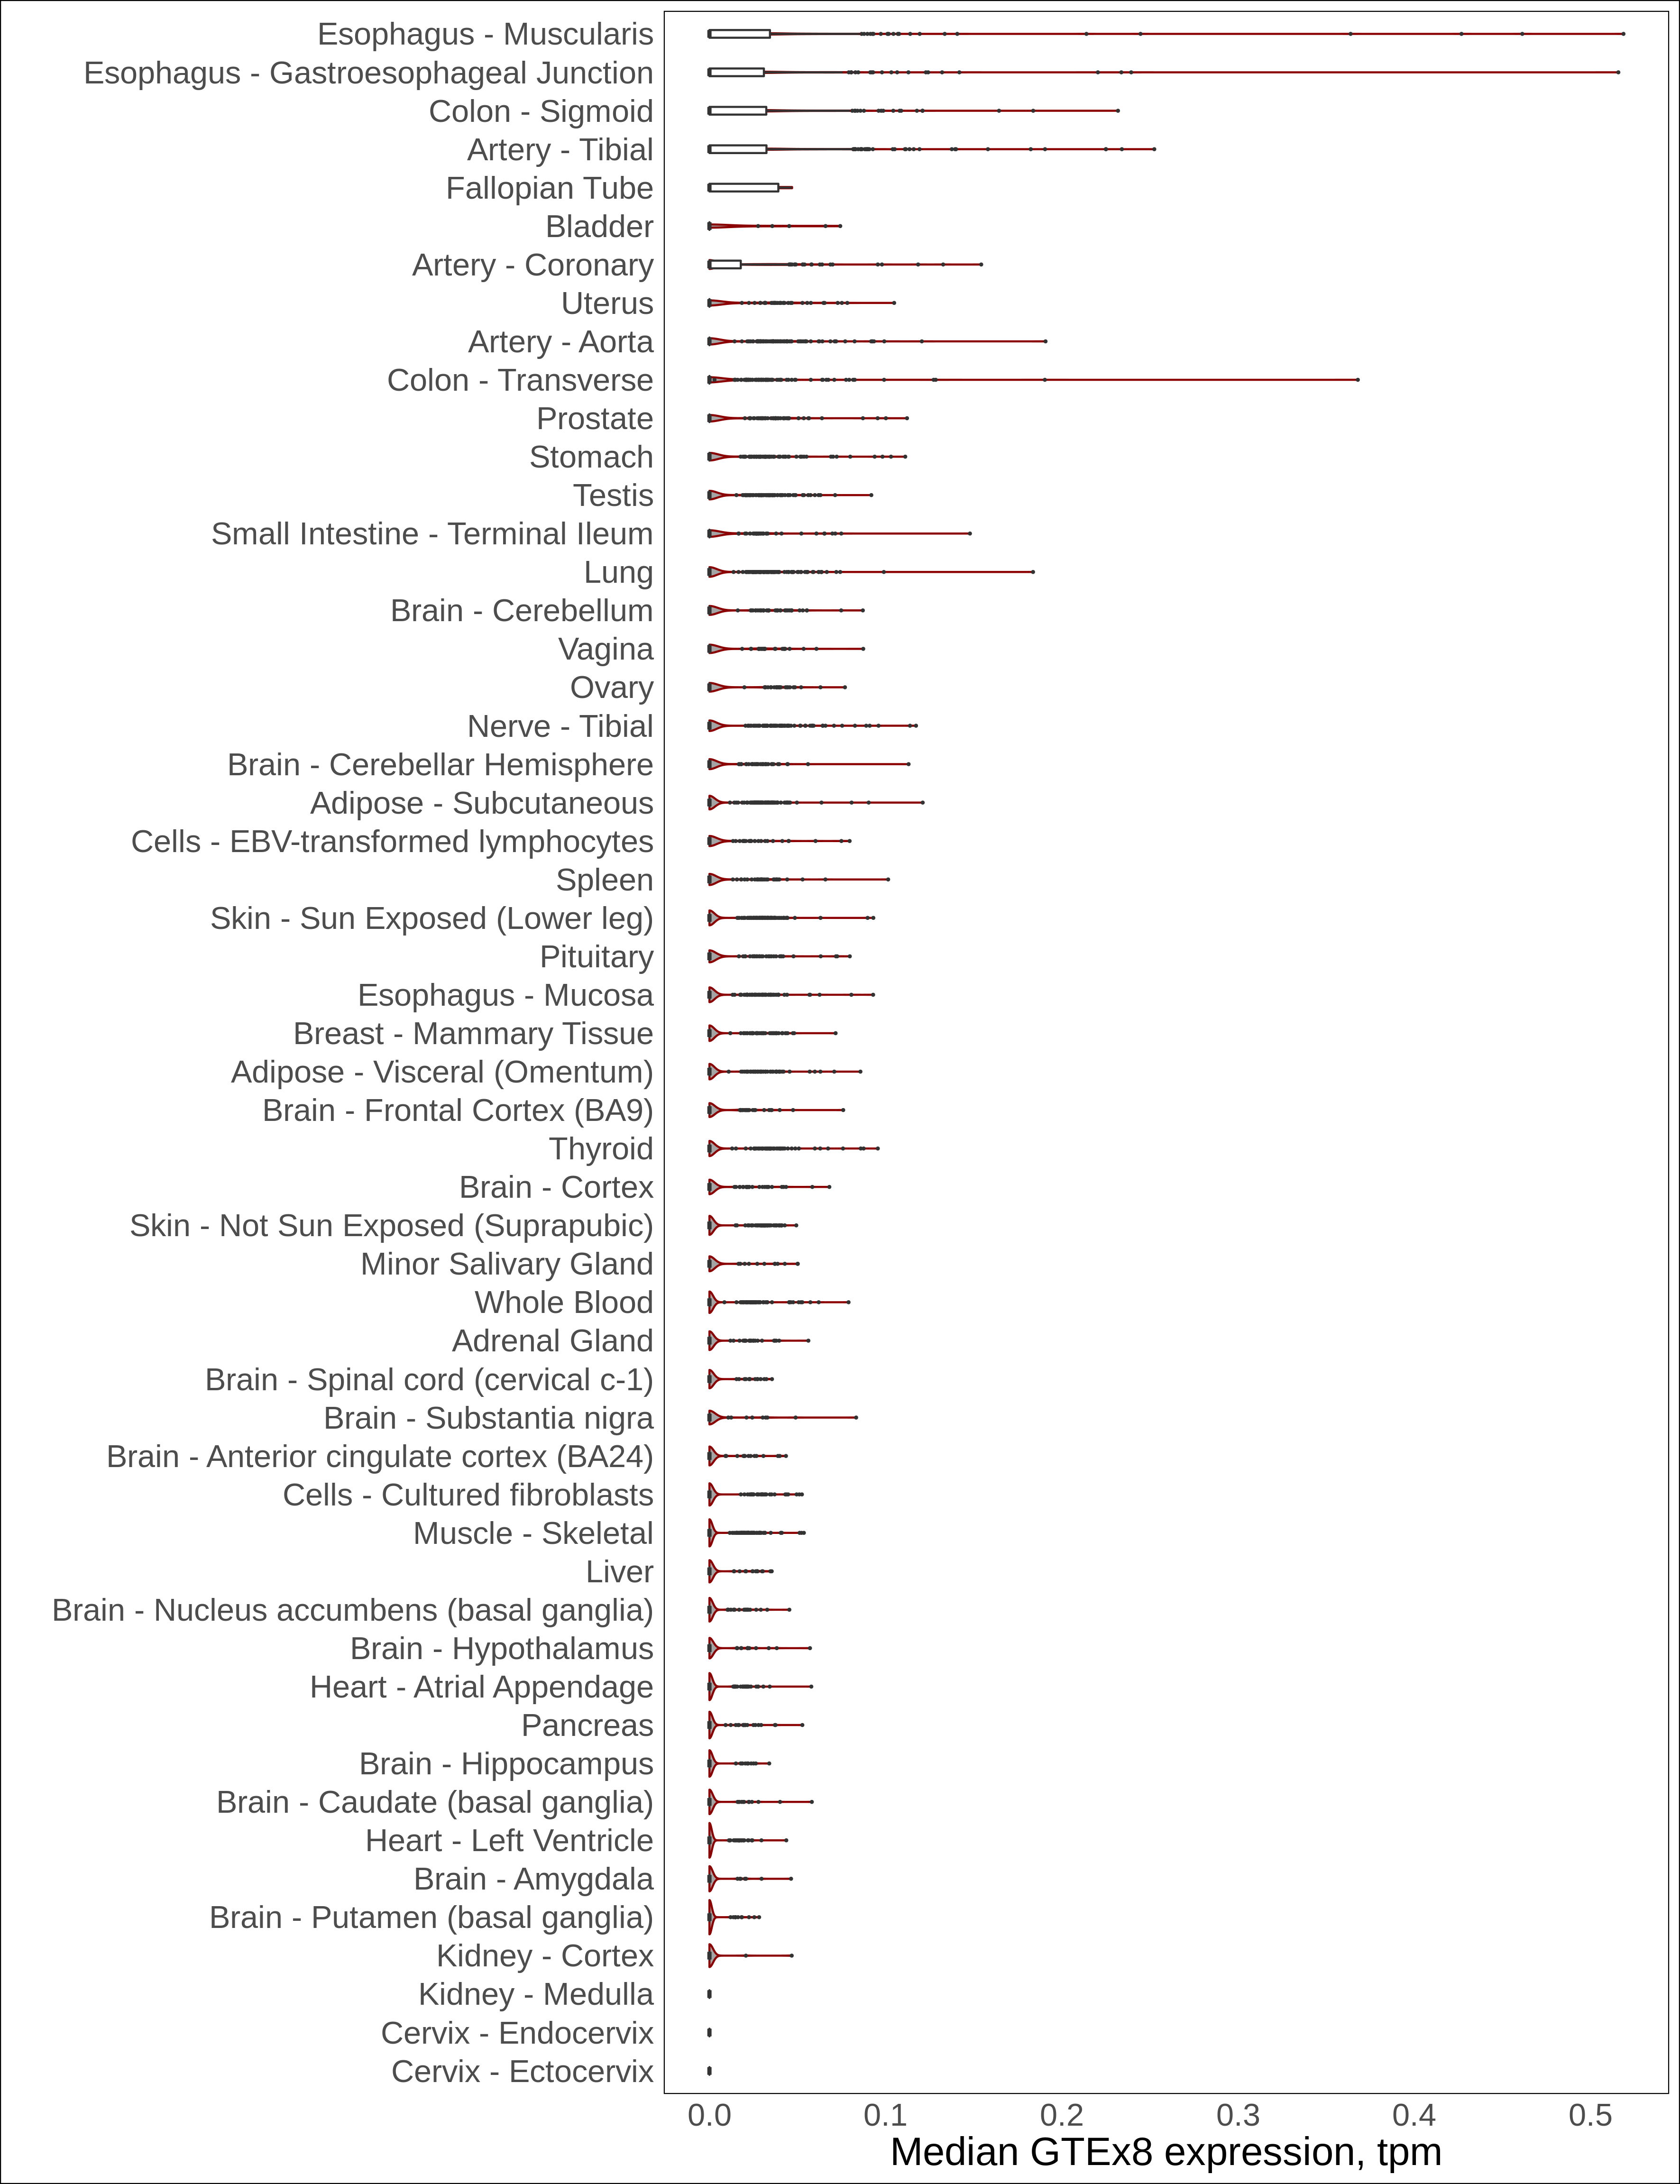 Esophagus - Muscularis
Esophagus - Gastroesophageal Junction
Colon - Sigmoid
Artery - Tibial
Fallopian Tube
Bladder
Artery - Coronary
Uterus
Artery - Aorta
Colon - Transverse
Prostate
Stomach
Testis
Small Intestine - Terminal Ileum
Lung
Brain - Cerebellum
Vagina
Ovary
Nerve - Tibial
Brain - Cerebellar Hemisphere
Adipose - Subcutaneous
Cells - EBV-transformed lymphocytes
Spleen
Skin - Sun Exposed (Lower leg)
Pituitary
Esophagus - Mucosa
Breast - Mammary Tissue
Adipose - Visceral (Omentum)
Brain - Frontal Cortex (BA9)
Thyroid
Brain - Cortex
Skin - Not Sun Exposed (Suprapubic)
Minor Salivary Gland
Whole Blood
Adrenal Gland
Brain - Spinal cord (cervical c-1)
Brain - Substantia nigra
Brain - Anterior cingulate cortex (BA24)
Cells - Cultured fibroblasts
Muscle - Skeletal
Liver
Brain - Nucleus accumbens (basal ganglia)
Brain - Hypothalamus
Heart - Atrial Appendage
Pancreas
Brain - Hippocampus
Brain - Caudate (basal ganglia)
Heart - Left Ventricle
Brain - Amygdala
Brain - Putamen (basal ganglia)
Kidney - Cortex
Kidney - Medulla
Cervix - Endocervix
Cervix - Ectocervix
0.0 0.1 0.2 0.3 0.4 0.5
Median GTEx8 expression, tpm